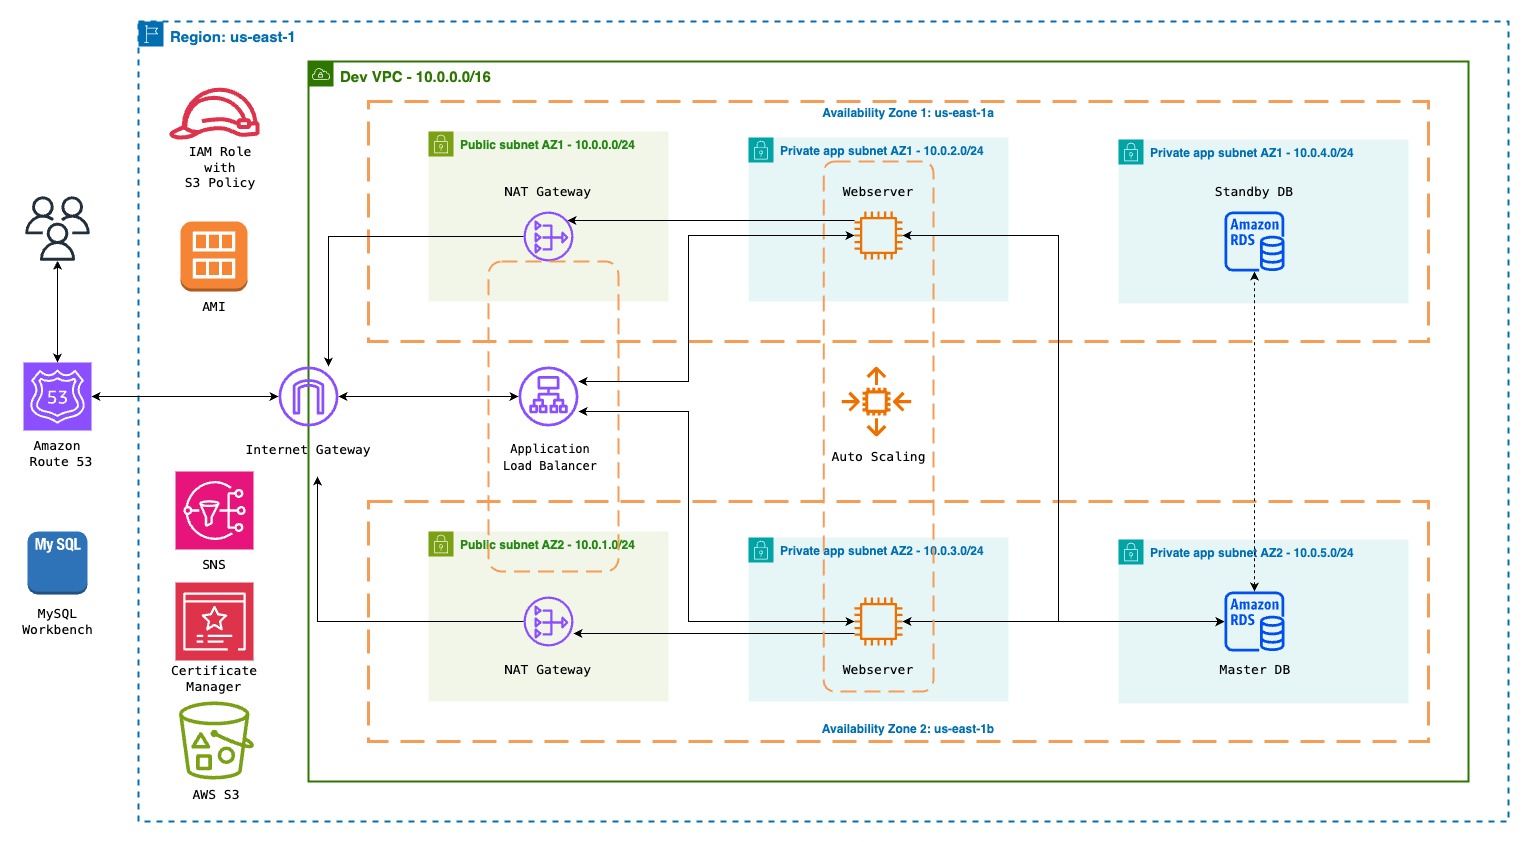 Region: us-east-1
Dev VPC - 10.0.0.0/16
Availability Zone 1: us-east-1a
Public subnet AZ1 - 10.0.0.0/24
Private app subnet AZ1 - 10.0.2.0/24
Private app subnet AZ1 - 10.0.4.0/24
IAM Role
with
S3 Policy
NAT Gateway
Webserver
Standby DB
Amazon
RDS
AMI
53
Amazon
Route 53
Internet Gateway
Application
Load Balancer
Auto Scaling
SNS
My SQL
MySQL
Workbench
Certificate
Manager
AWS S3
Public subnet AZ2 - 10.0.1.0/24
Private app subnet AZ2 - 10.0.3.0/24
Private app subnet AZ2 - 10.0.5.0/24
Amazon
RDS
NAT Gateway
Webserver
Master DB
Availability Zone 2: us-east-1b